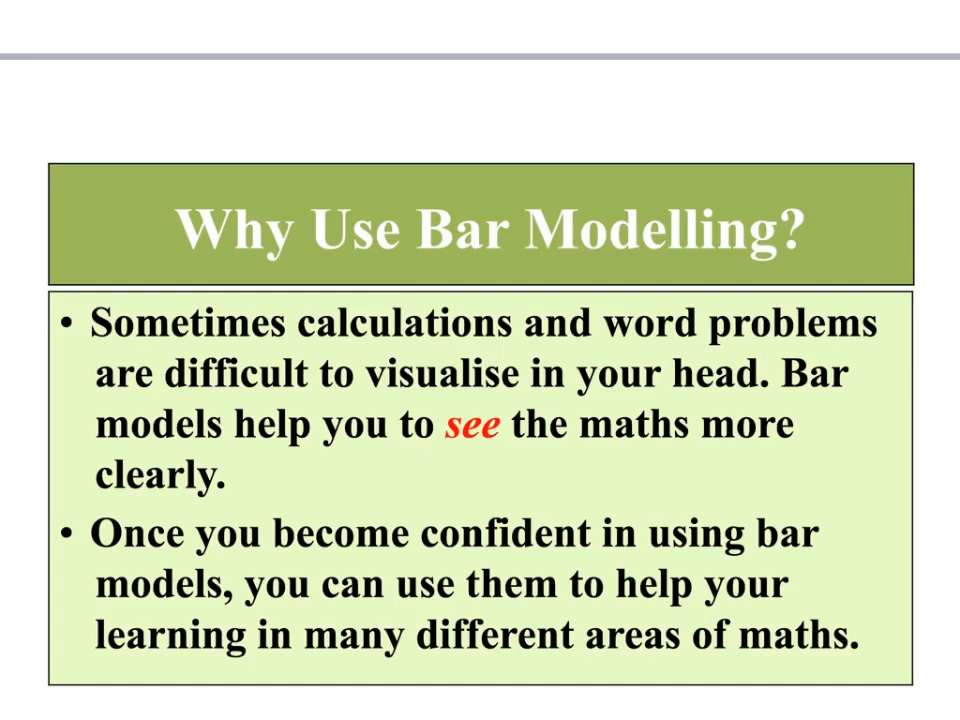 Why Use Bar Modelling?
• Sometimes calculations and word problems
are difficult to visualise in your head. Bar
models help you to see the maths more
clearly.
• Once you become confident in using bar
models, you can use them to help your
learning in many different areas of maths.